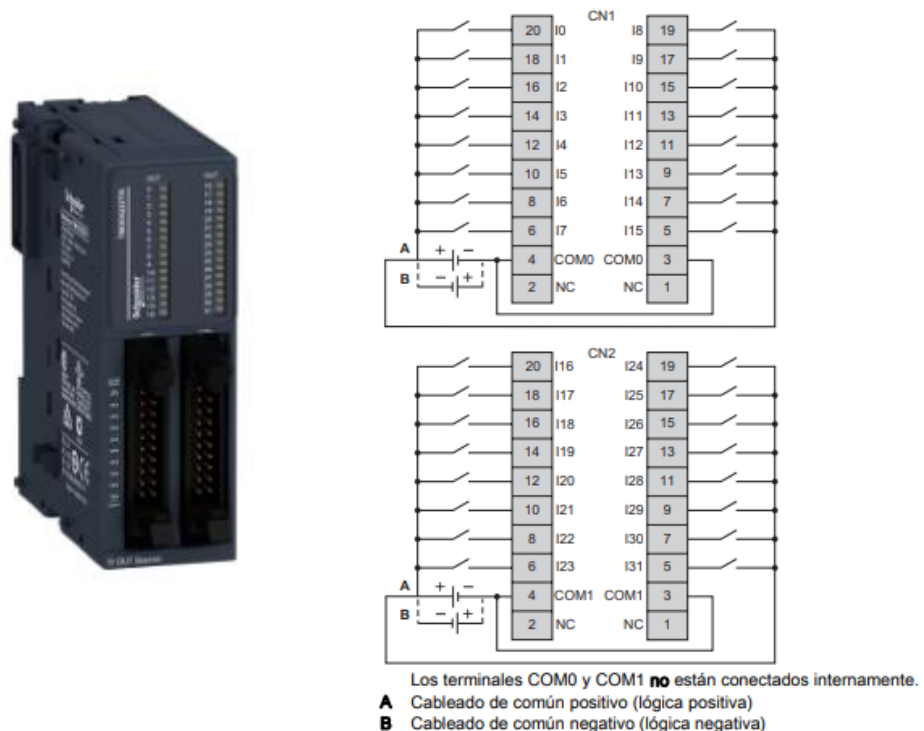 Schneider
CN1
20 I0 I8 19
18 I1 I9 17
16 I2 I10 15
14 I3 I11 13
12 I4 I12 11
10 I5 I13 9
8 I6 I14 7
6 I7 I15 5
A + − 4 COM0 COM0 3
B − + 2 NC NC 1
CN2
20 I16 I24 19
18 I17 I25 17
16 I18 I26 15
14 I19 I27 13
12 I20 I28 11
10 I21 I29 9
8 I22 I30 7
6 I23 I31 5
A + − 4 COM1 COM1 3
B − + 2 NC NC 1
Los terminales COM0 y COM1 no están conectados internamente.
A Cableado de común positivo (lógica positiva)
B Cableado de común negativo (lógica negativa)